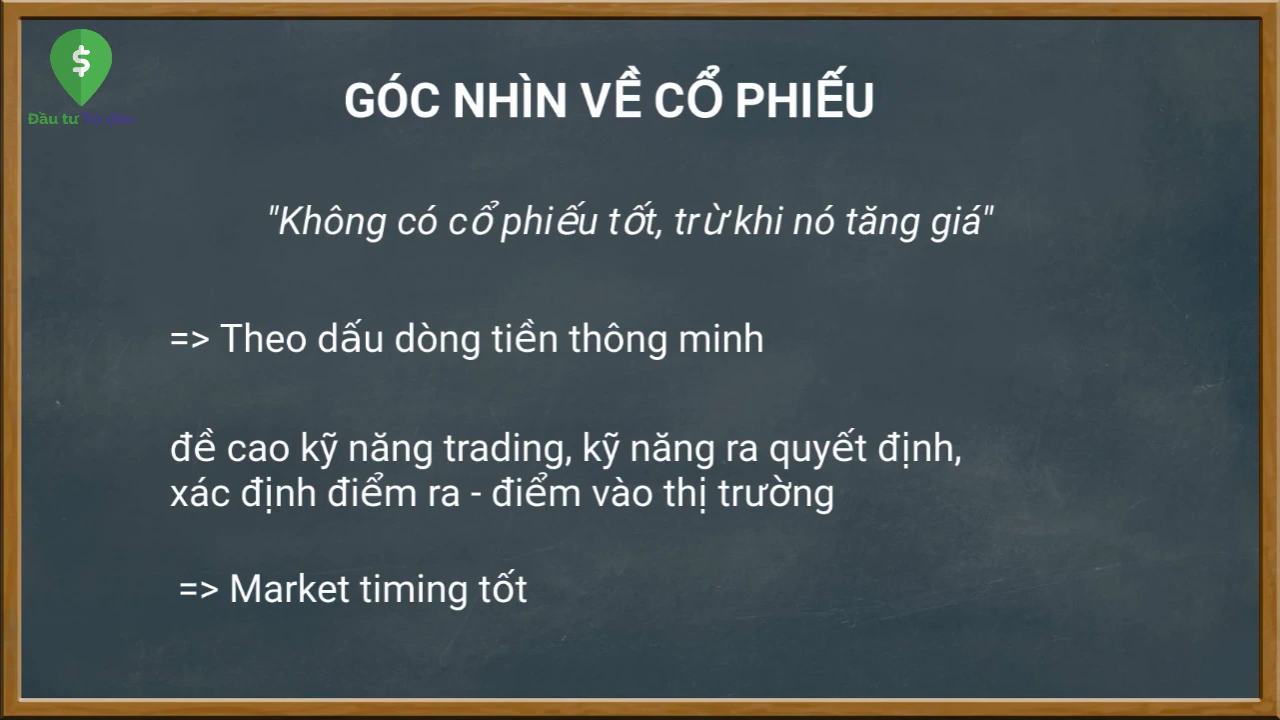 $
Đầu tư
GÓC NHÌN VỀ CỔ PHIẾU
"Không có cổ phiếu tốt, trừ khi nó tăng giá"
=> Theo dấu dòng tiền thông minh
đề cao kỹ năng trading, kỹ năng ra quyết định,
xác định điểm ra - điểm vào thị trường
=> Market timing tốt